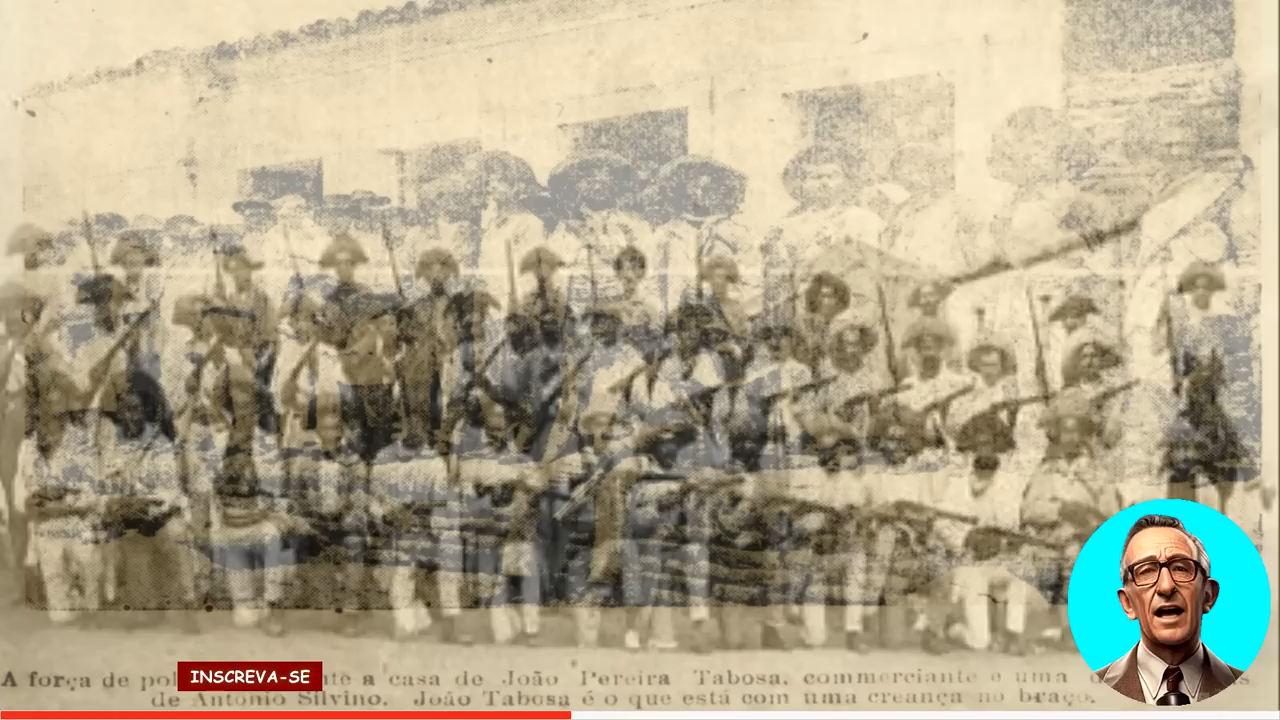 A força de pol INSCREVA-SE nte a casa de João Pereira Tabosa, commerciante e uma
de Antonio Silvino. João Tabosa é o que está com uma creança no braço.